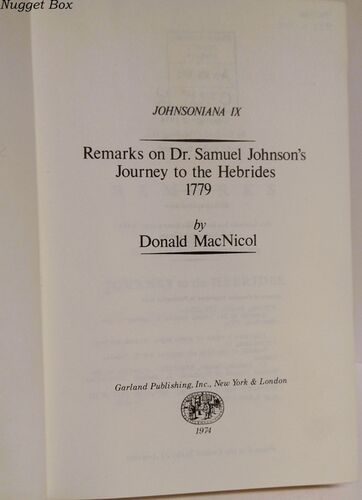 Nugget Box
JOHNSONIANA IX
Remarks on Dr. Samuel Johnson's
Journey to the Hebrides
1779
by
Donald MacNicol
Garland Publishing, Inc., New York & London
1974